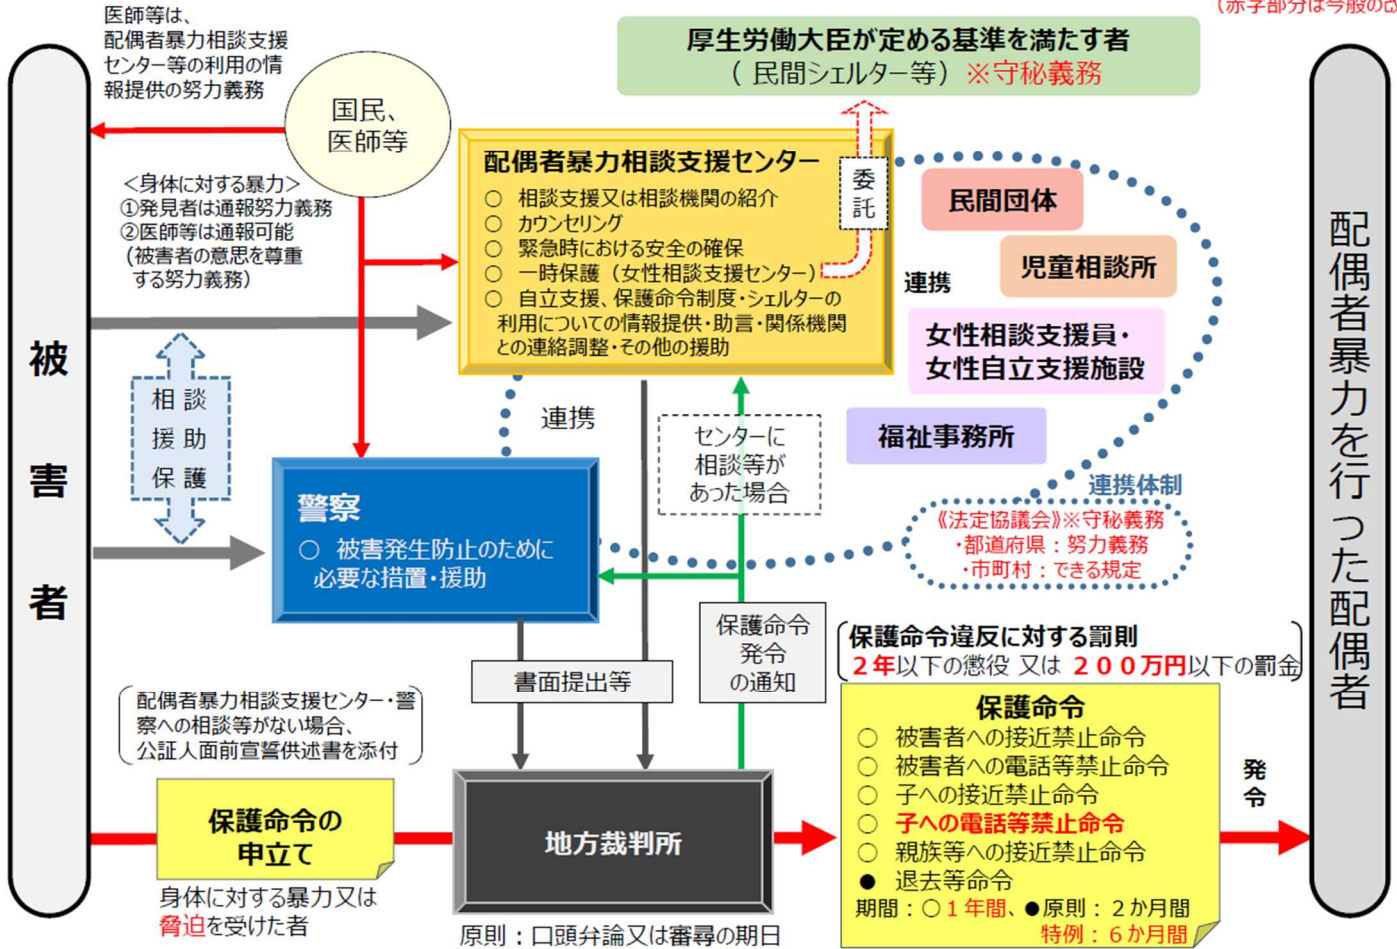 （赤字部分は今般の改
医師等は、
配偶者暴力相談支援
センター等の利用の情
報提供の努力義務
国民、
医師等
厚生労働大臣が定める基準を満たす者
（ 民間シェルター等）※守秘義務
＜身体に対する暴力＞
①発見者は通報努力義務
②医師等は通報可能
（被害者の意思を尊重
する努力義務）
配偶者暴力相談支援センター
○ 相談支援又は相談機関の紹介
○ カウンセリング
○ 緊急時における安全の確保
○ 一時保護（女性相談支援センター）
○ 自立支援、保護命令制度・シェルターの
利用についての情報提供・助言・関係機関
との連絡調整・その他の援助
委
託
連携
民間団体
児童相談所
女性相談支援員・
女性自立支援施設
福祉事務所
連携体制
《法定協議会》※守秘義務
・都道府県：努力義務
・市町村：できる規定
被害者
相 談
援 助
保 護
連携
センターに
相談等が
あった場合
警察
○ 被害発生防止のために
必要な措置・援助
書面提出等
保護命令
発令
の通知
保護命令違反に対する罰則
２年以下の懲役 又は ２００万円以下の罰金
配偶者暴力相談支援センター・警
察への相談等がない場合、
公証人面前宣誓供述書を添付
保護命令の
申立て
身体に対する暴力又は
脅迫を受けた者
地方裁判所
原則：口頭弁論又は審尋の期日
保護命令
○ 被害者への接近禁止命令
○ 被害者への電話等禁止命令
○ 子への接近禁止命令
○ 子への電話等禁止命令
○ 親族等への接近禁止命令
● 退去等命令
期間：○１年間、●原則：２か月間
特例：６か月間
発
令
配偶者暴力を行った配偶者